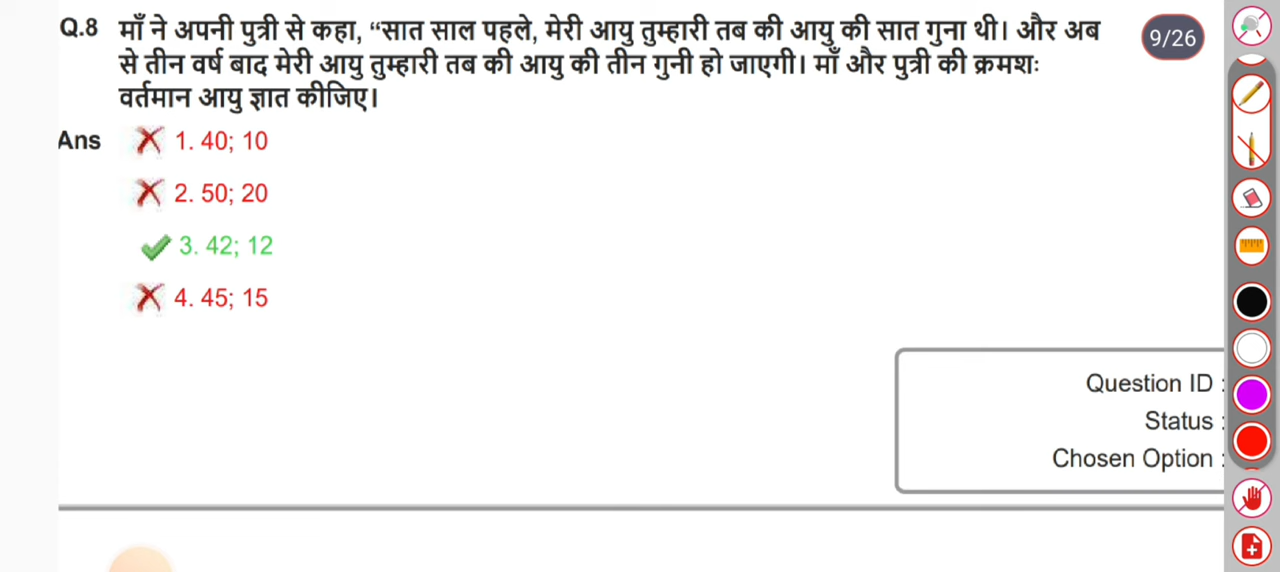 Q.8 माँ ने अपनी पुत्री से कहा, “सात साल पहले, मेरी आयु तुम्हारी तब की आयु की सात गुना थी। और अब
9/26
से तीन वर्ष बाद मेरी आयु तुम्हारी तब की आयु की तीन गुनी हो जाएगी। माँ और पुत्री की क्रमशः
वर्तमान आयु ज्ञात कीजिए।
Ans 1. 40; 10
2. 50; 20
3. 42; 12
4. 45; 15
Question ID :
Status :
Chosen Option :